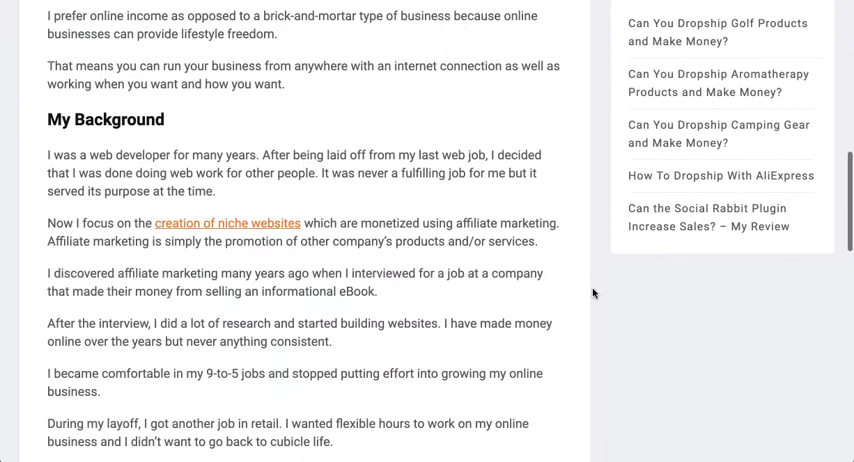 I prefer online income as opposed to a brick-and-mortar type of business because online
businesses can provide lifestyle freedom.
That means you can run your business from anywhere with an internet connection as well as
working when you want and how you want.
My Background
I was a web developer for many years. After being laid off from my last web job, I decided
that I was done doing web work for other people. It was never a fulfilling job for me but it
served its purpose at the time.
Now I focus on the creation of niche websites which are monetized using affiliate marketing.
Affiliate marketing is simply the promotion of other company's products and/or services.
I discovered affiliate marketing many years ago when I interviewed for a job at a company
that made their money from selling an informational eBook.
After the interview, I did a lot of research and started building websites. I have made money
online over the years but never anything consistent.
I became comfortable in my 9-to-5 jobs and stopped putting effort into growing my online
business.
During my layoff, I got another job in retail. I wanted flexible hours to work on my online
business and I didn't want to go back to cubicle life.
Can You Dropship Golf Products
and Make Money?
Can You Dropship Aromatherapy
Products and Make Money?
Can You Dropship Camping Gear
and Make Money?
How To Dropship With AliExpress
Can the Social Rabbit Plugin
Increase Sales? – My Review